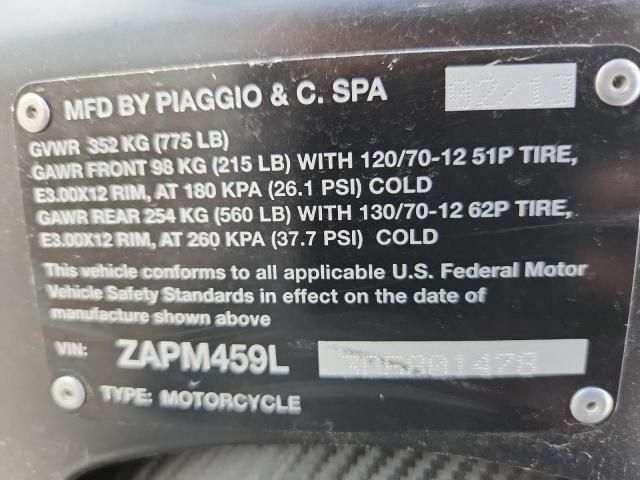 MFD BY PIAGGIO & C. SPA 02/13
GVWR 352 KG (775 LB)
GAWR FRONT 98 KG (215 LB) WITH 120/70-12 51P TIRE,
E3.00X12 RIM, AT 180 KPA (26.1 PSI) COLD
GAWR REAR 254 KG (560 LB) WITH 130/70-12 62P TIRE,
E3.00X12 RIM, AT 260 KPA (37.7 PSI) COLD
This vehicle conforms to all applicable U.S. Federal Motor
Vehicle Safety Standards in effect on the date of
manufacture shown above
VIN: ZAPM459L
TYPE: MOTORCYCLE